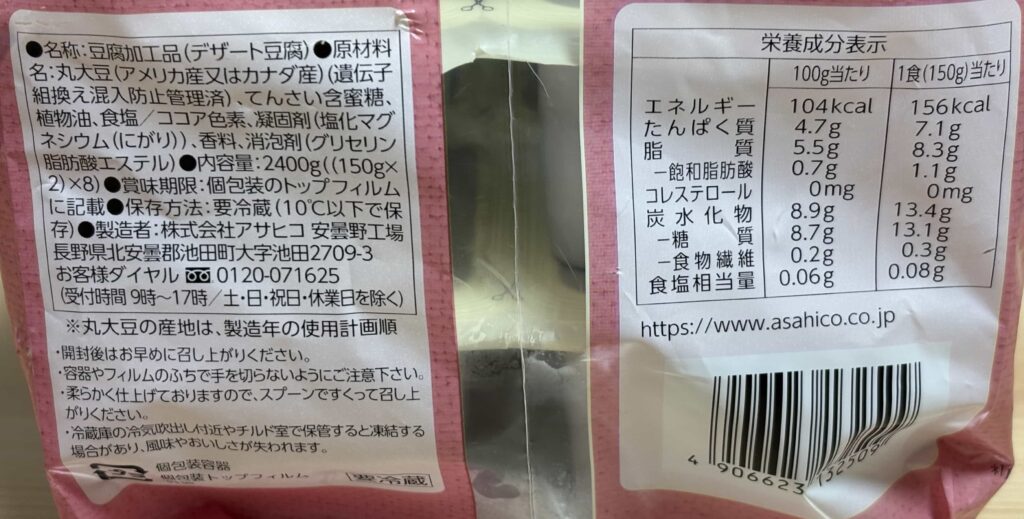 ●名称:豆腐加工品(デザート豆腐)●原材料
名:丸大豆(アメリカ産又はカナダ産)(遺伝子
組換え混入防止管理済)、てんさい含蜜糖、
植物油、食塩/ココア色素、凝固剤(塩化マグ
ネシウム(にがり))、香料、消泡剤(グリセリン
脂肪酸エステル)●内容量:2400g((150g×
2)×8)●賞味期限:個包装のトップフィルム
に記載●保存方法:要冷蔵(10℃以下で保
存)●製造者:株式会社アサヒコ 安曇野工場
長野県北安曇郡池田町大字池田2709-3
お客様ダイヤル 0120-071625
(受付時間 9時〜17時/土・日・祝日・休業日を除く)
※丸大豆の産地は、製造年の使用計画順
・開封後はお早めに召し上がりください。
・容器やフィルムのふちで手を切らないようにご注意下さい。
・柔らかく仕上げておりますので、スプーンですくって召し上
がりください。
・冷蔵庫の冷気吹出し付近やチルド室で保管すると凍結する
場合があり、風味やおいしさが失われます。
個包装容器
個包装トップフィルム
要冷蔵
栄養成分表示
100g当たり 1食(150g)当たり
エネルギー 104kcal 156kcal
たんぱく質 4.7g 7.1g
脂質 5.5g 8.3g
−飽和脂肪酸 0.7g 1.1g
コレステロール 0mg 0mg
炭水化物 8.9g 13.4g
−糖質 8.7g 13.1g
−食物繊維 0.2g 0.3g
食塩相当量 0.06g 0.08g
https://www.asahico.co.jp
4 906623 152509